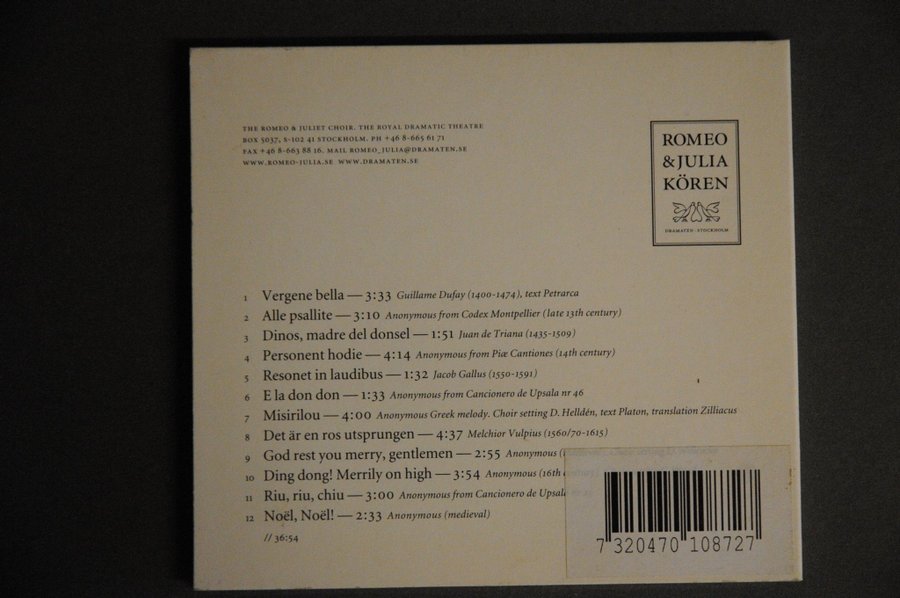 THE ROMEO & JULIET CHOIR. THE ROYAL DRAMATIC THEATRE
BOX 5037, S-102 41 STOCKHOLM. PH +46 8-665 61 71
FAX +46 8-663 88 16. MAIL ROMEO_JULIA@DRAMATEN.SE
WWW.ROMEO-JULIA.SE WWW.DRAMATEN.SE
ROMEO
& JULIA
KÖREN
DRAMATEN · STOCKHOLM
1 Vergene bella — 3:33 Guillame Dufay (1400-1474), text Petrarca
2 Alle psallite — 3:10 Anonymous from Codex Montpellier (late 13th century)
3 Dinos, madre del donsel — 1:51 Juan de Triana (1435-1509)
4 Personent hodie — 4:14 Anonymous from Piæ Cantiones (14th century)
5 Resonet in laudibus — 1:32 Jacob Gallus (1550-1591)
6 E la don don — 1:33 Anonymous from Cancionero de Upsala nr 46
7 Misirilou — 4:00 Anonymous Greek melody. Choir setting D. Helldén, text Platon, translation Zilliacus
8 Det är en ros utsprungen — 4:37 Melchior Vulpius (1560/70-1615)
9 God rest you merry, gentlemen — 2:55 Anonymous
10 Ding dong! Merrily on high — 3:54 Anonymous (16th
11 Riu, riu, chiu — 3:00 Anonymous from Cancionero de Upsala
12 Noël, Noël! — 2:33 Anonymous (medieval)
// 36:54
7 320470 108727